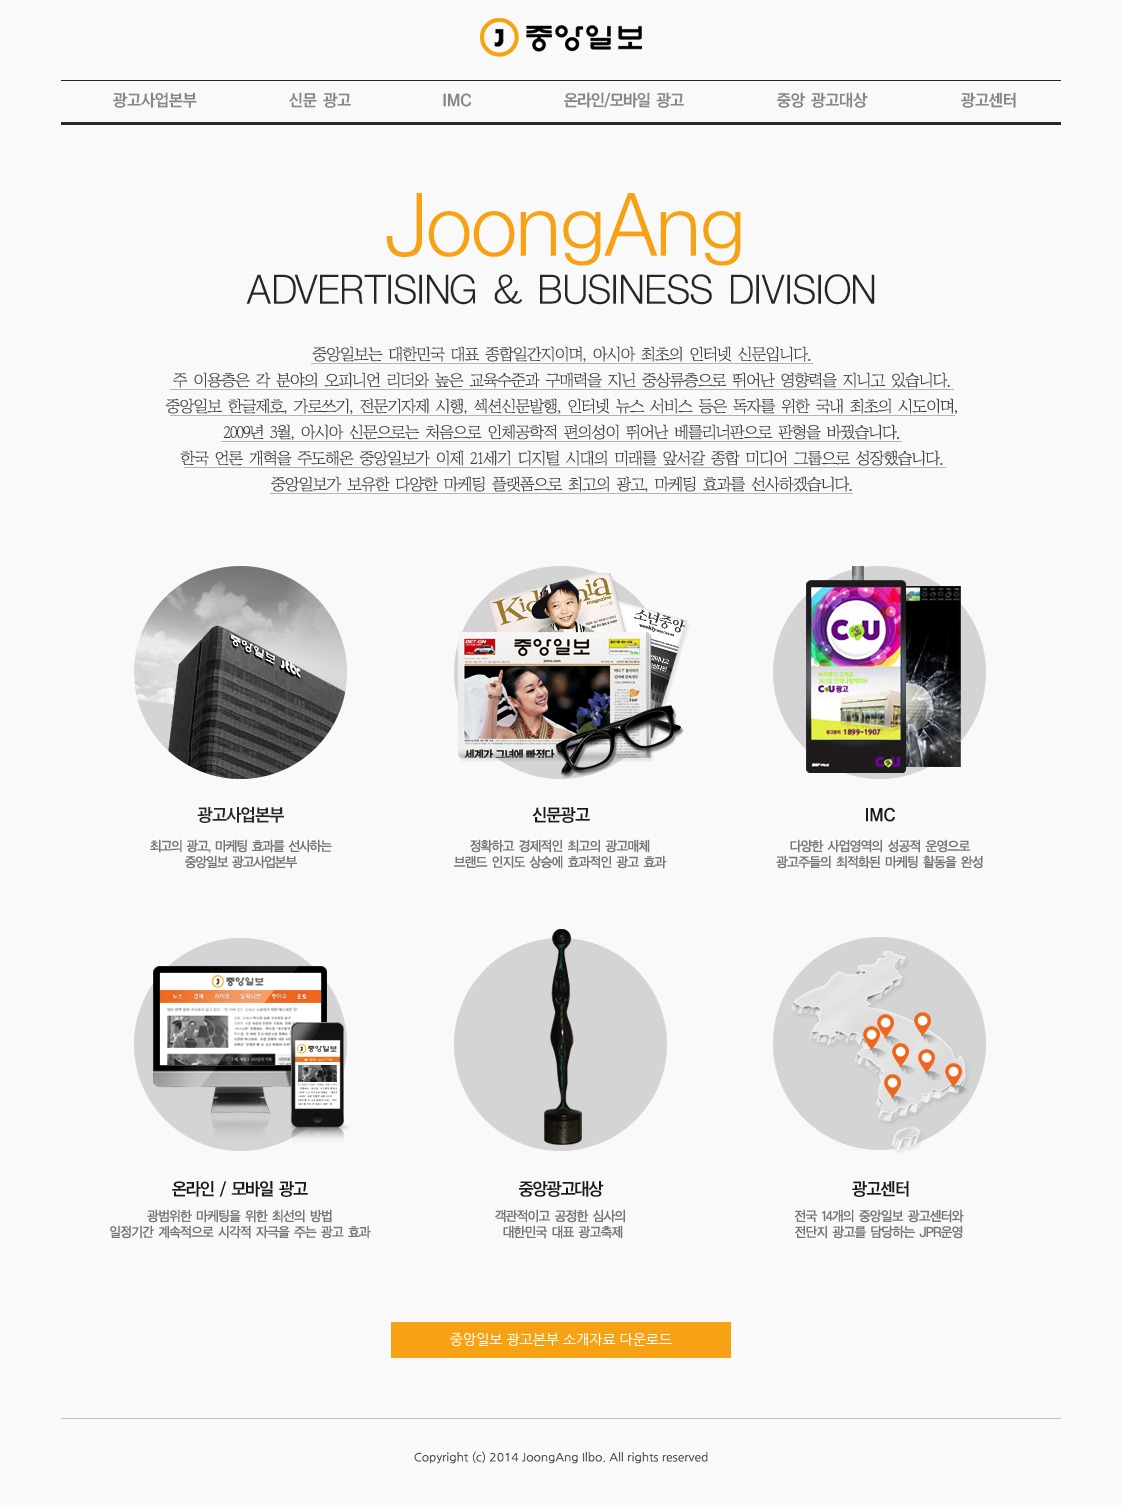 J 중앙일보
광고사업본부 신문 광고 IMC 온라인/모바일 광고 중앙 광고대상 광고센터
JoongAng
ADVERTISING & BUSINESS DIVISION
중앙일보는 대한민국 대표 종합일간지이며, 아시아 최초의 인터넷 신문입니다.
주 이용층은 각 분야의 오피니언 리더와 높은 교육수준과 구매력을 지닌 중상류층으로 뛰어난 영향력을 지니고 있습니다.
중앙일보 한글제호, 가로쓰기, 전문기자제 시행, 섹션신문발행, 인터넷 뉴스 서비스 등은 독자를 위한 국내 최초의 시도이며,
2009년 3월, 아시아 신문으로는 처음으로 인체공학적 편의성이 뛰어난 베를리너판으로 판형을 바꿨습니다.
한국 언론 개혁을 주도해온 중앙일보가 이제 21세기 디지털 시대의 미래를 앞서갈 종합 미디어 그룹으로 성장했습니다.
중앙일보가 보유한 다양한 마케팅 플랫폼으로 최고의 광고, 마케팅 효과를 선사하겠습니다.
중앙일보 jtbc
magazine
소년중앙
weekly
중앙일보
세계가 그녀에 빠졌다
CU
CU광고
광고문의 1899-1907
CU
광고사업본부
최고의 광고, 마케팅 효과를 선사하는
중앙일보 광고사업본부
신문광고
정확하고 경제적인 최고의 광고매체
브랜드 인지도 상승에 효과적인 광고 효과
IMC
다양한 사업영역의 성공적 운영으로
광고주들의 최적화된 마케팅 활동을 완성
J 중앙일보
뉴스 경제 라이프 오피니언 핫이슈 포토
J 중앙일보
온라인 / 모바일 광고
광범위한 마케팅을 위한 최선의 방법
일정기간 계속적으로 시각적 자극을 주는 광고 효과
중앙광고대상
객관적이고 공정한 심사의
대한민국 대표 광고축제
광고센터
전국 14개의 중앙일보 광고센터와
전단지 광고를 담당하는 JPR운영
중앙일보 광고본부 소개자료 다운로드
Copyright (c) 2014 JoongAng Ilbo. All rights reserved